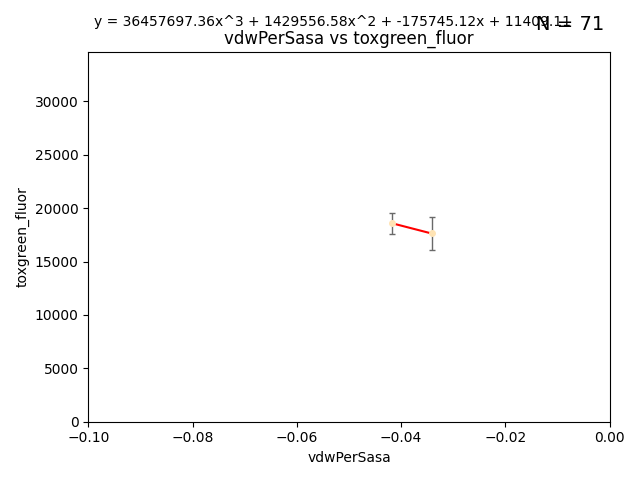 y = 36457697.36x^3 + 1429556.58x^2 + -175745.12x + 11409.11
N = 71
vdwPerSasa vs toxgreen_fluor
30000
25000
20000
15000
10000
5000
0
toxgreen_fluor
−0.10 −0.08 −0.06 −0.04 −0.02 0.00
vdwPerSasa